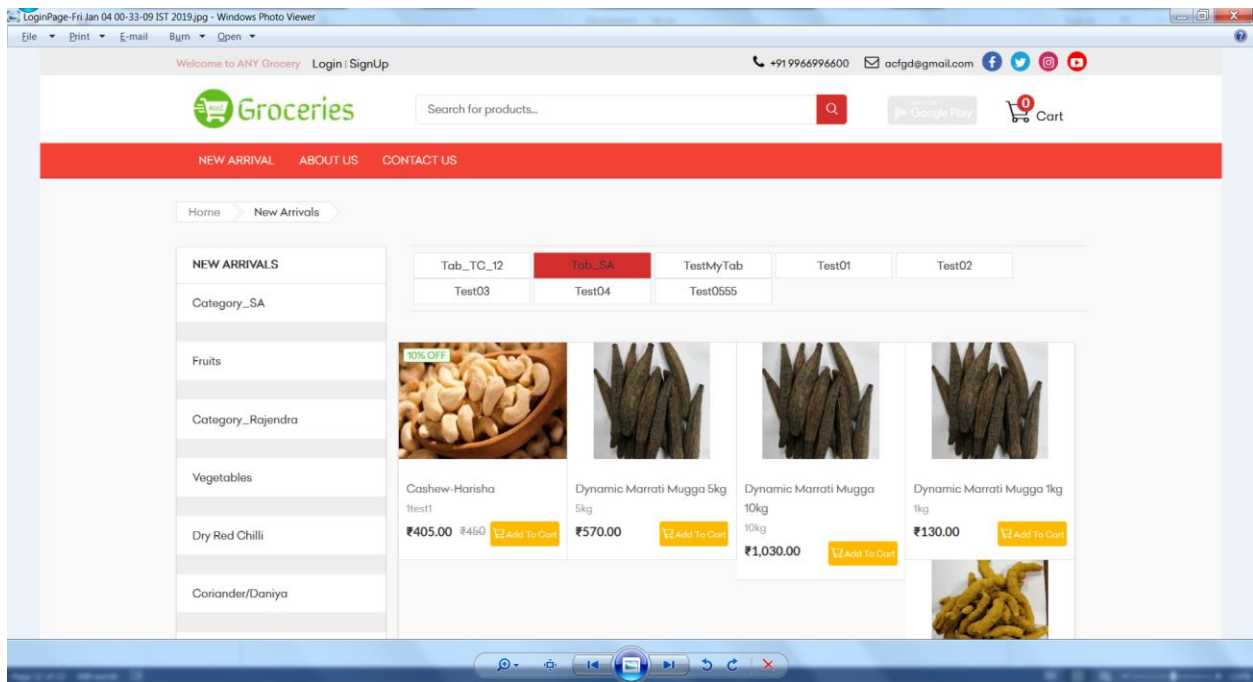 LoginPage-Fri Jan 04 00-33-09 IST 2019.jpg - Windows Photo Viewer
File Print E-mail Burn Open
Welcome to ANY Grocery Login | SignUp +91 9966996600 acfgd@gmail.com
Groceries Search for products... Google Play 0 Cart
NEW ARRIVAL ABOUT US CONTACT US
Home New Arrivals
NEW ARRIVALS
Category_SA
Fruits
Category_Rajendra
Vegetables
Dry Red Chilli
Coriander/Daniya
Tab_TC_12 Tab_SA TestMyTab Test01 Test02
Test03 Test04 Test0555
10% OFF
Cashew-Harisha
1test1
₹405.00 ₹450 Add To Cart
Dynamic Marrati Mugga 5kg
5kg
₹570.00 Add To Cart
Dynamic Marrati Mugga
10kg
10kg
₹1,030.00 Add To Cart
Dynamic Marrati Mugga 1kg
1kg
₹130.00 Add To Cart